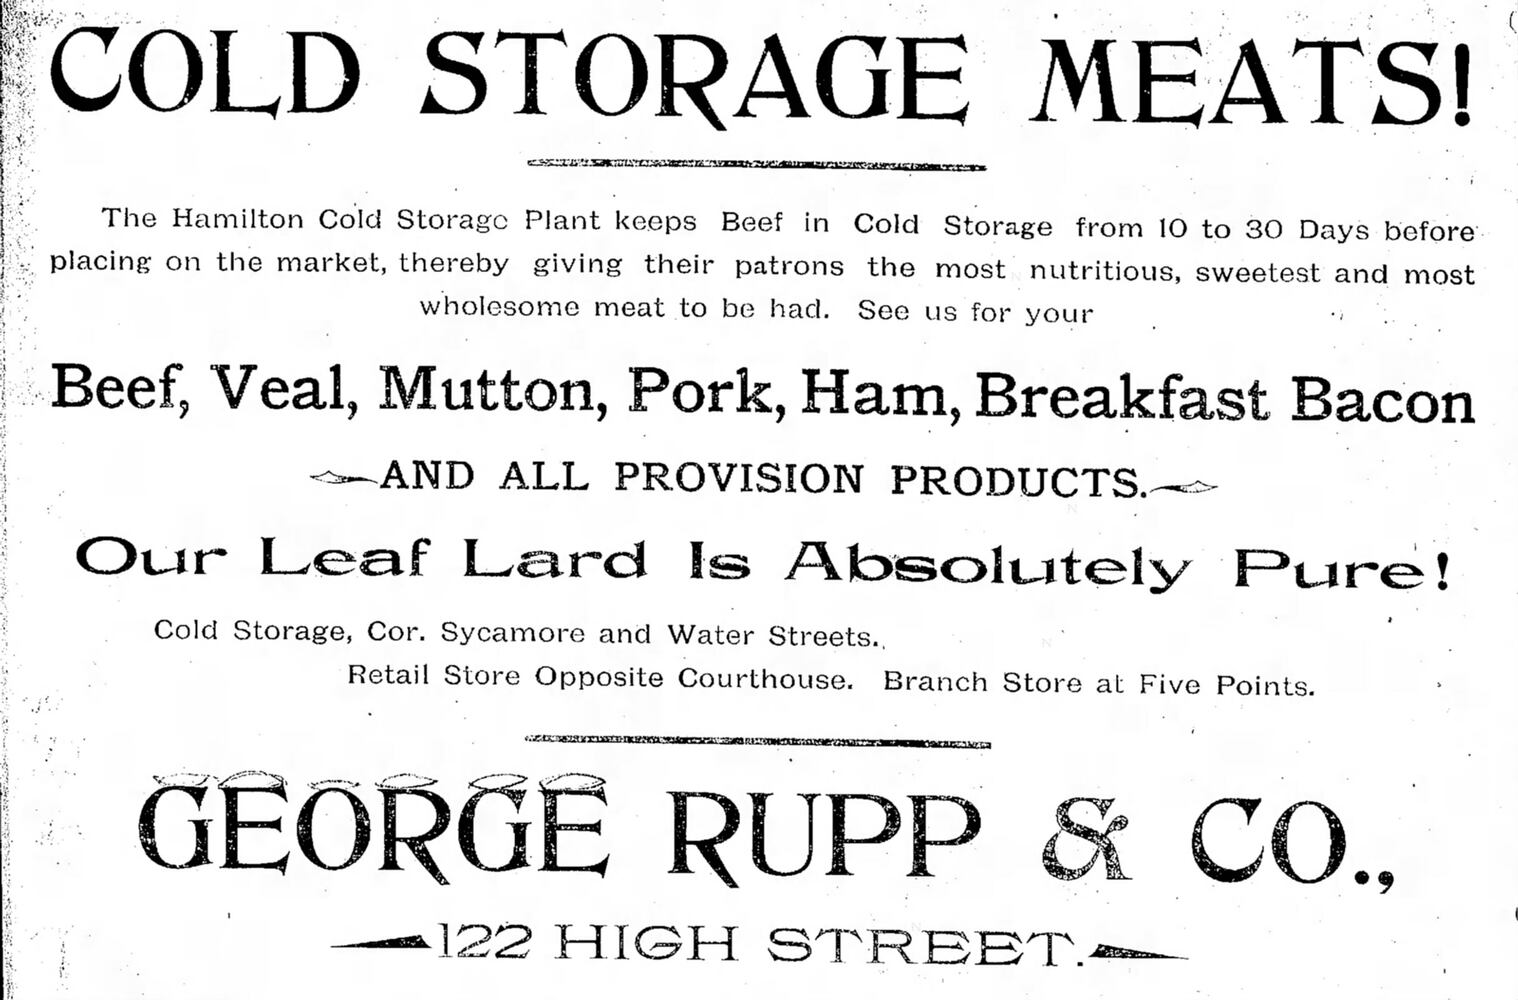 COLD STORAGE MEATS!
The Hamilton Cold Storage Plant keeps Beef in Cold Storage from 10 to 30 Days before
placing on the market, thereby giving their patrons the most nutritious, sweetest and most
wholesome meat to be had. See us for your
Beef, Veal, Mutton, Pork, Ham, Breakfast Bacon
AND ALL PROVISION PRODUCTS.
Our Leaf Lard Is Absolutely Pure!
Cold Storage, Cor. Sycamore and Water Streets.
Retail Store Opposite Courthouse. Branch Store at Five Points.
GEORGE RUPP & CO.,
122 HIGH STREET.